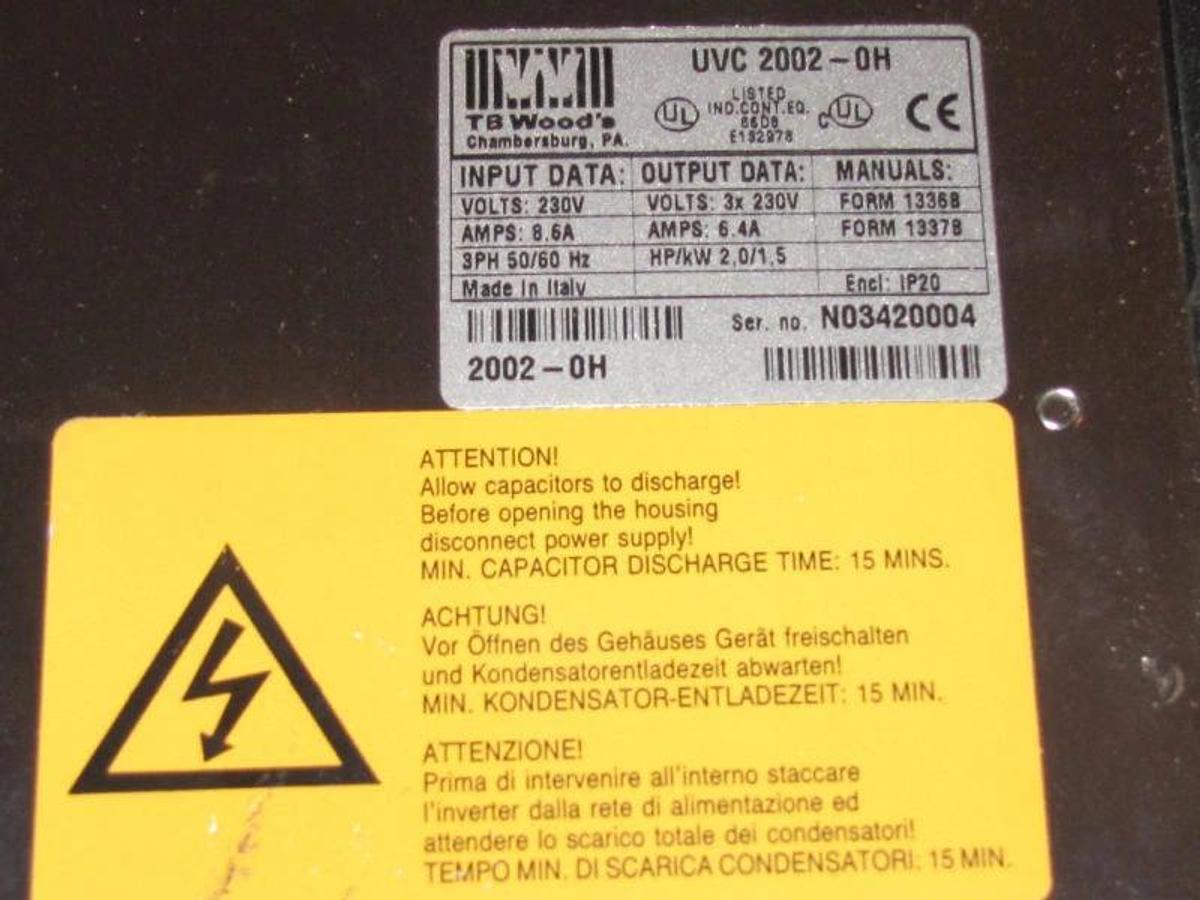 UVC 2002-0H
TB Wood's
Chambersburg, PA.
UL
LISTED
IND.CONT.EQ.
66D8
E132978
C UL
CE
INPUT DATA: OUTPUT DATA: MANUALS:
VOLTS: 230V VOLTS: 3x 230V FORM 1336B
AMPS: 8.6A AMPS: 6.4A FORM 1337B
3PH 50/60 Hz HP/kW 2,0/1,5
Made In Italy Encl: IP20
Ser. no. N03420004
2002-0H
ATTENTION!
Allow capacitors to discharge!
Before opening the housing
disconnect power supply!
MIN. CAPACITOR DISCHARGE TIME: 15 MINS.
ACHTUNG!
Vor Öffnen des Gehäuses Gerät freischalten
und Kondensatorentladezeit abwarten!
MIN. KONDENSATOR-ENTLADEZEIT: 15 MIN.
ATTENZIONE!
Prima di intervenire all'interno staccare
l'inverter dalla rete di alimentazione ed
attendere lo scarico totale dei condensatori!
TEMPO MIN. DI SCARICA CONDENSATORI: 15 MIN.